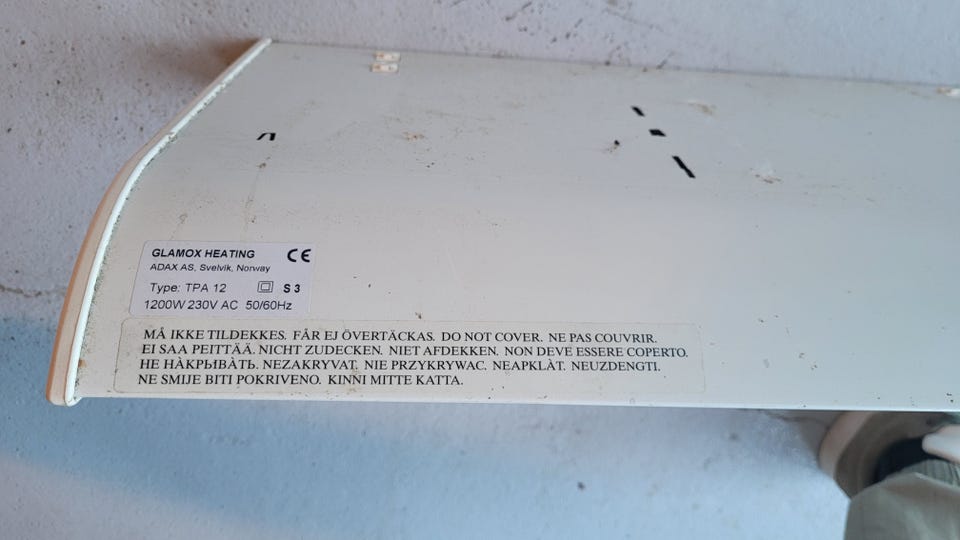 GLAMOX HEATING CE
ADAX AS, Svelvik, Norway
Type: TPA 12 S 3
1200W 230V AC 50/60Hz
MÅ IKKE TILDEKKES. FÅR EJ ÖVERTÄCKAS. DO NOT COVER. NE PAS COUVRIR.
EI SAA PEITTÄÄ. NICHT ZUDECKEN. NIET AFDEKKEN. NON DEVE ESSERE COPERTO.
НЕ НÀКРЫВÀТЬ. NEZAKRYVAT. NIE PRZYKRYWAC. NEAPKLÀT. NEUZDENGTI.
NE SMIJE BITI POKRIVENO. KINNI MITTE KATTA.